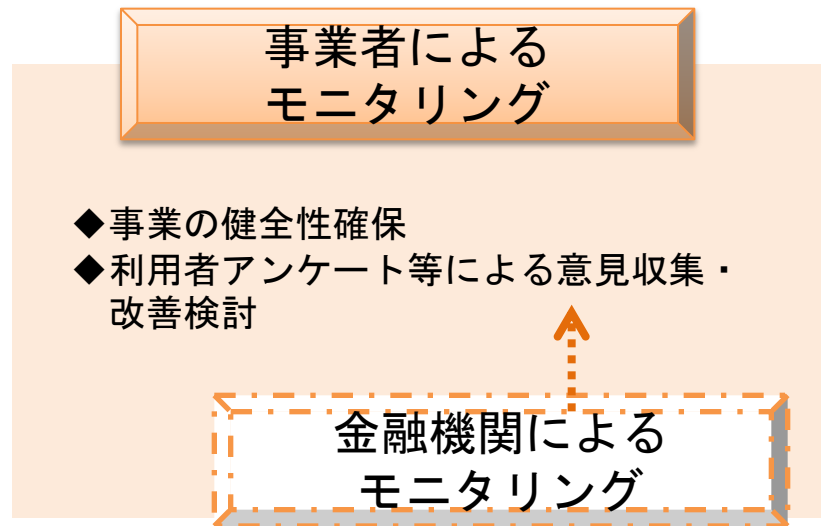 事業者による
モニタリング
◆事業の健全性確保
◆利用者アンケート等による意見収集・
改善検討
金融機関による
モニタリング